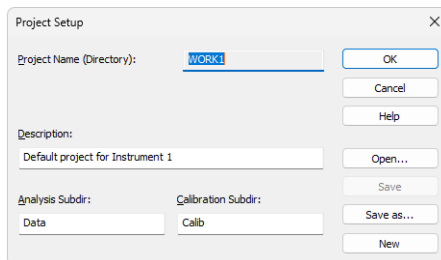 Project Setup
Project Name (Directory): WORK1
OK
Cancel
Help
Description:
Default project for Instrument 1
Open...
Save
Analysis Subdir: Calibration Subdir:
Save as...
Data Calib
New